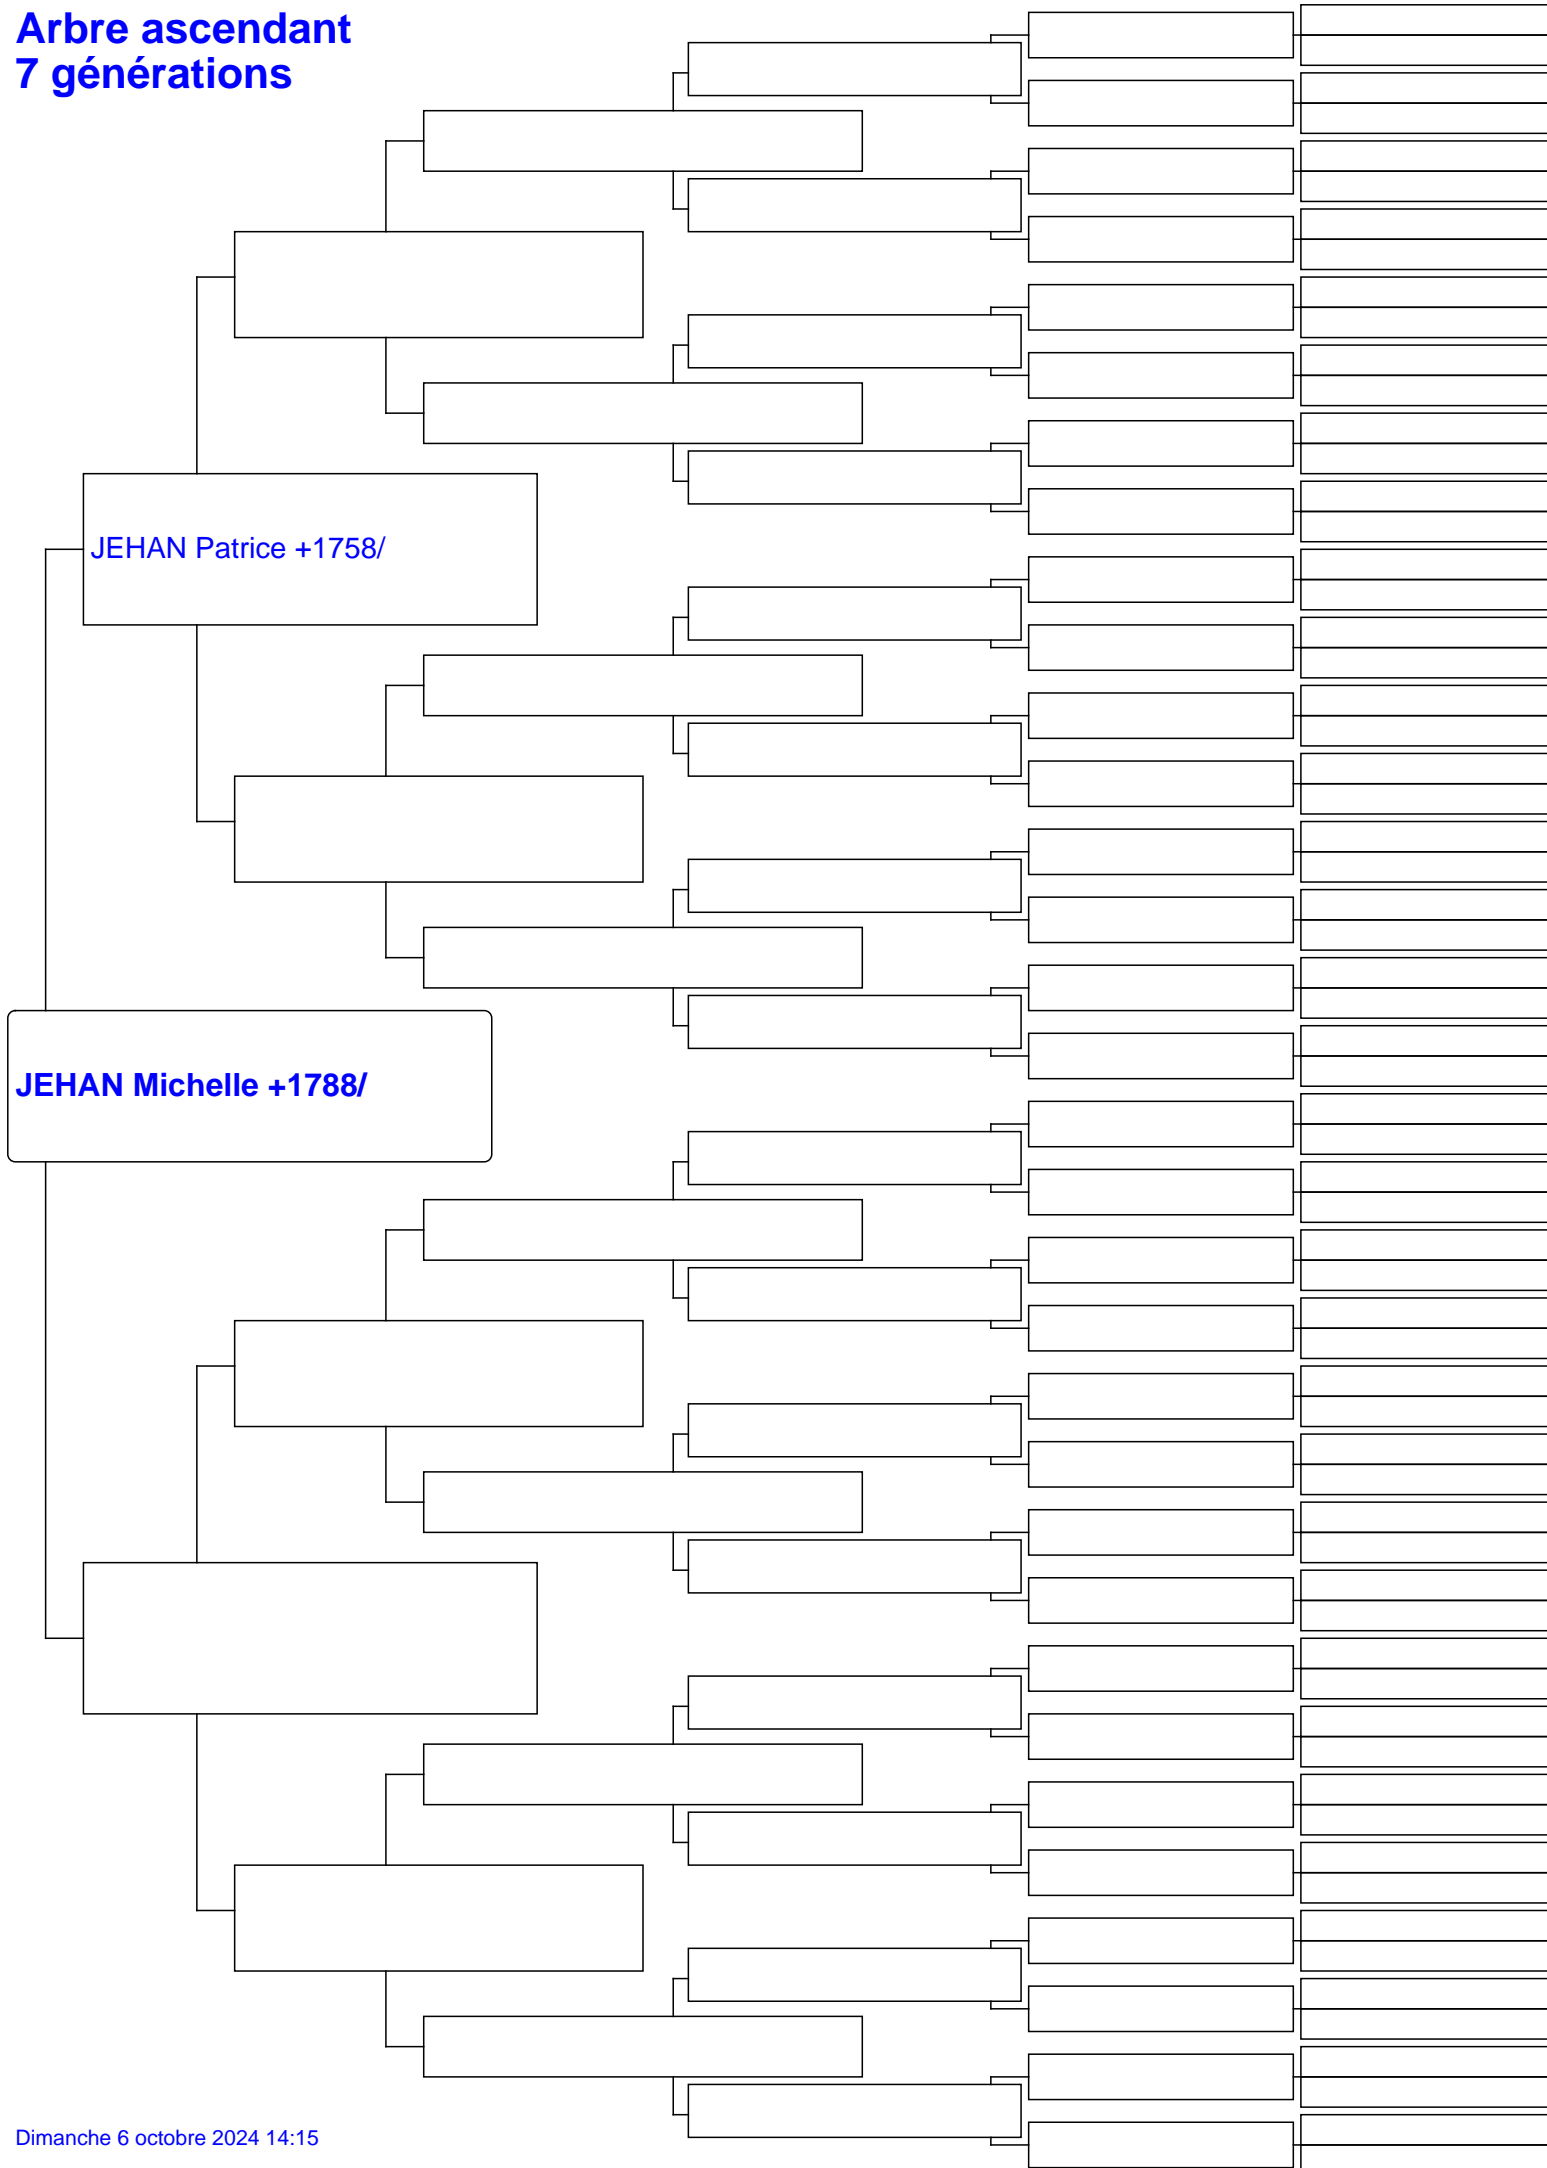 Arbre ascendant
7 générations
JEHAN Patrice +1758/
JEHAN Michelle +1788/
Dimanche 6 octobre 2024 14:15